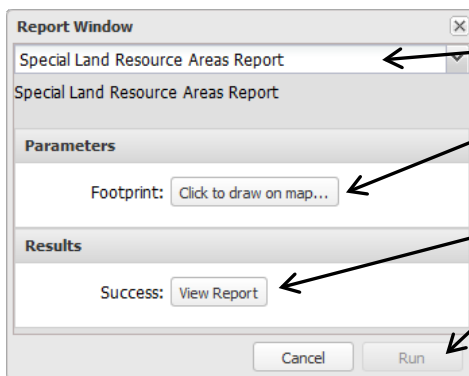 Report Window
Special Land Resource Areas Report
Special Land Resource Areas Report
Parameters
Footprint: Click to draw on map...
Results
Success: View Report
Cancel Run